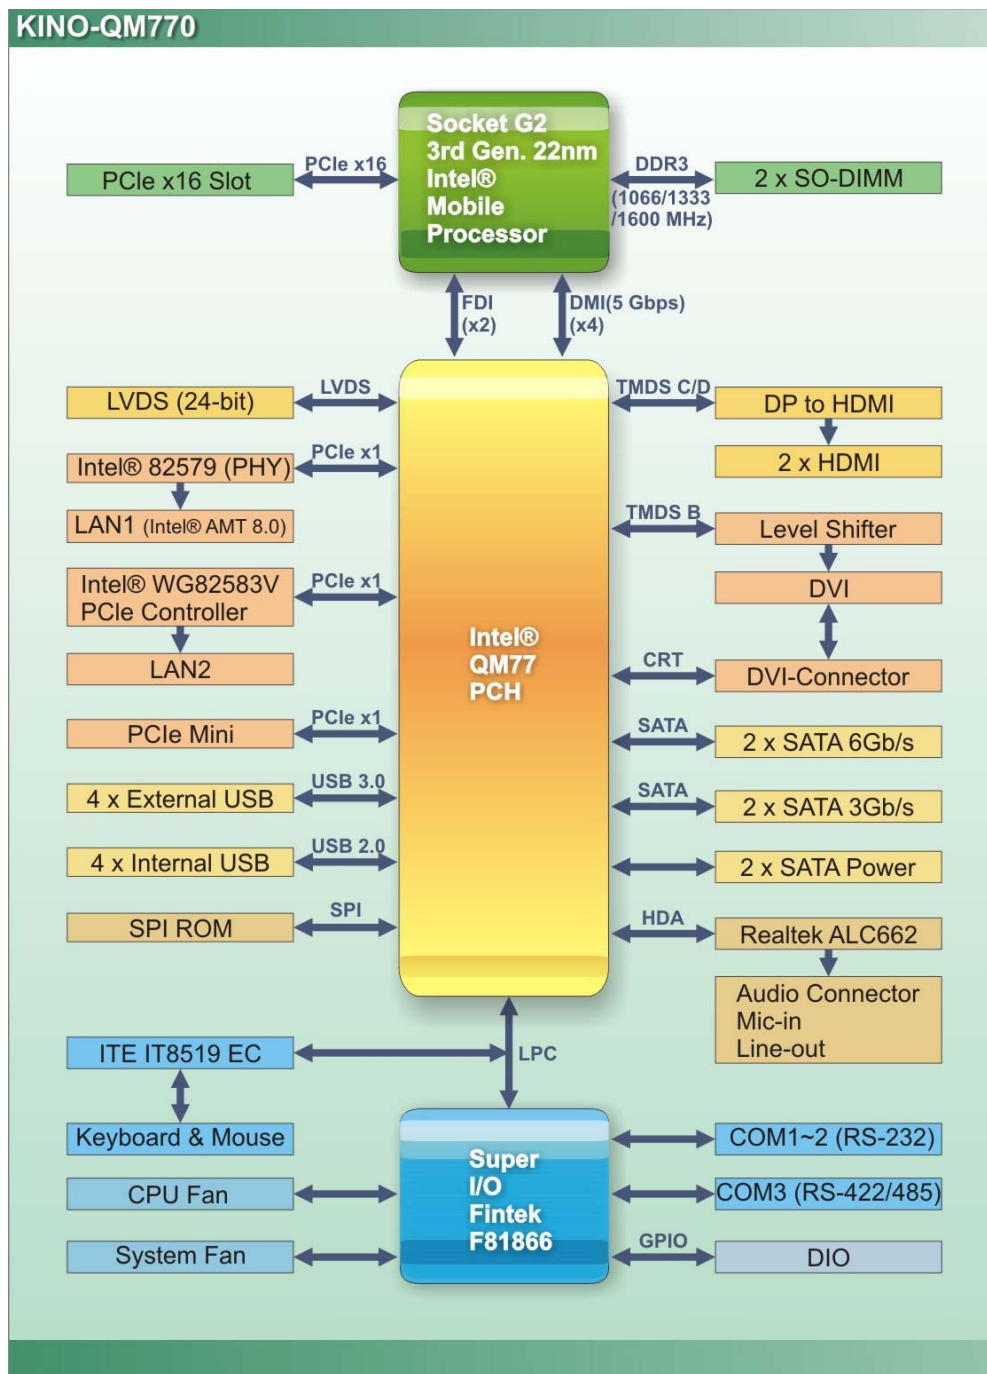 KINO-QM770
Socket G2
3rd Gen. 22nm
Intel®
Mobile
Processor
PCIe x16 Slot
PCIe x16
DDR3
(1066/1333
/1600 MHz)
2 x SO-DIMM
FDI
(x2)
DMI(5 Gbps)
(x4)
LVDS (24-bit)
LVDS
TMDS C/D
DP to HDMI
2 x HDMI
Intel® 82579 (PHY)
PCIe x1
LAN1 (Intel® AMT 8.0)
TMDS B
Level Shifter
DVI
Intel® WG82583V
PCIe Controller
PCIe x1
LAN2
Intel®
QM77
PCH
CRT
DVI-Connector
PCIe Mini
PCIe x1
SATA
2 x SATA 6Gb/s
4 x External USB
USB 3.0
SATA
2 x SATA 3Gb/s
4 x Internal USB
USB 2.0
2 x SATA Power
SPI ROM
SPI
HDA
Realtek ALC662
Audio Connector
Mic-in
Line-out
ITE IT8519 EC
LPC
Keyboard & Mouse
CPU Fan
System Fan
Super
I/O
Fintek
F81866
COM1~2 (RS-232)
COM3 (RS-422/485)
GPIO
DIO